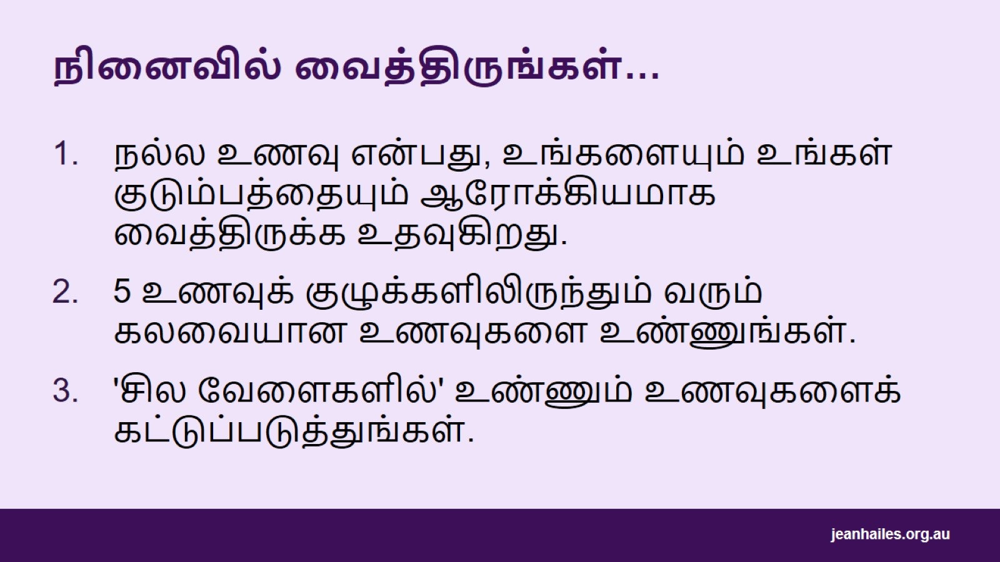 நினைவில் வைத்திருங்கள்...
1. நல்ல உணவு என்பது, உங்களையும் உங்கள்
குடும்பத்தையும் ஆரோக்கியமாக
வைத்திருக்க உதவுகிறது.
2. 5 உணவுக் குழுக்களிலிருந்தும் வரும்
கலவையான உணவுகளை உண்ணுங்கள்.
3. 'சில வேளைகளில்' உண்ணும் உணவுகளைக்
கட்டுப்படுத்துங்கள்.
jeanhailes.org.au